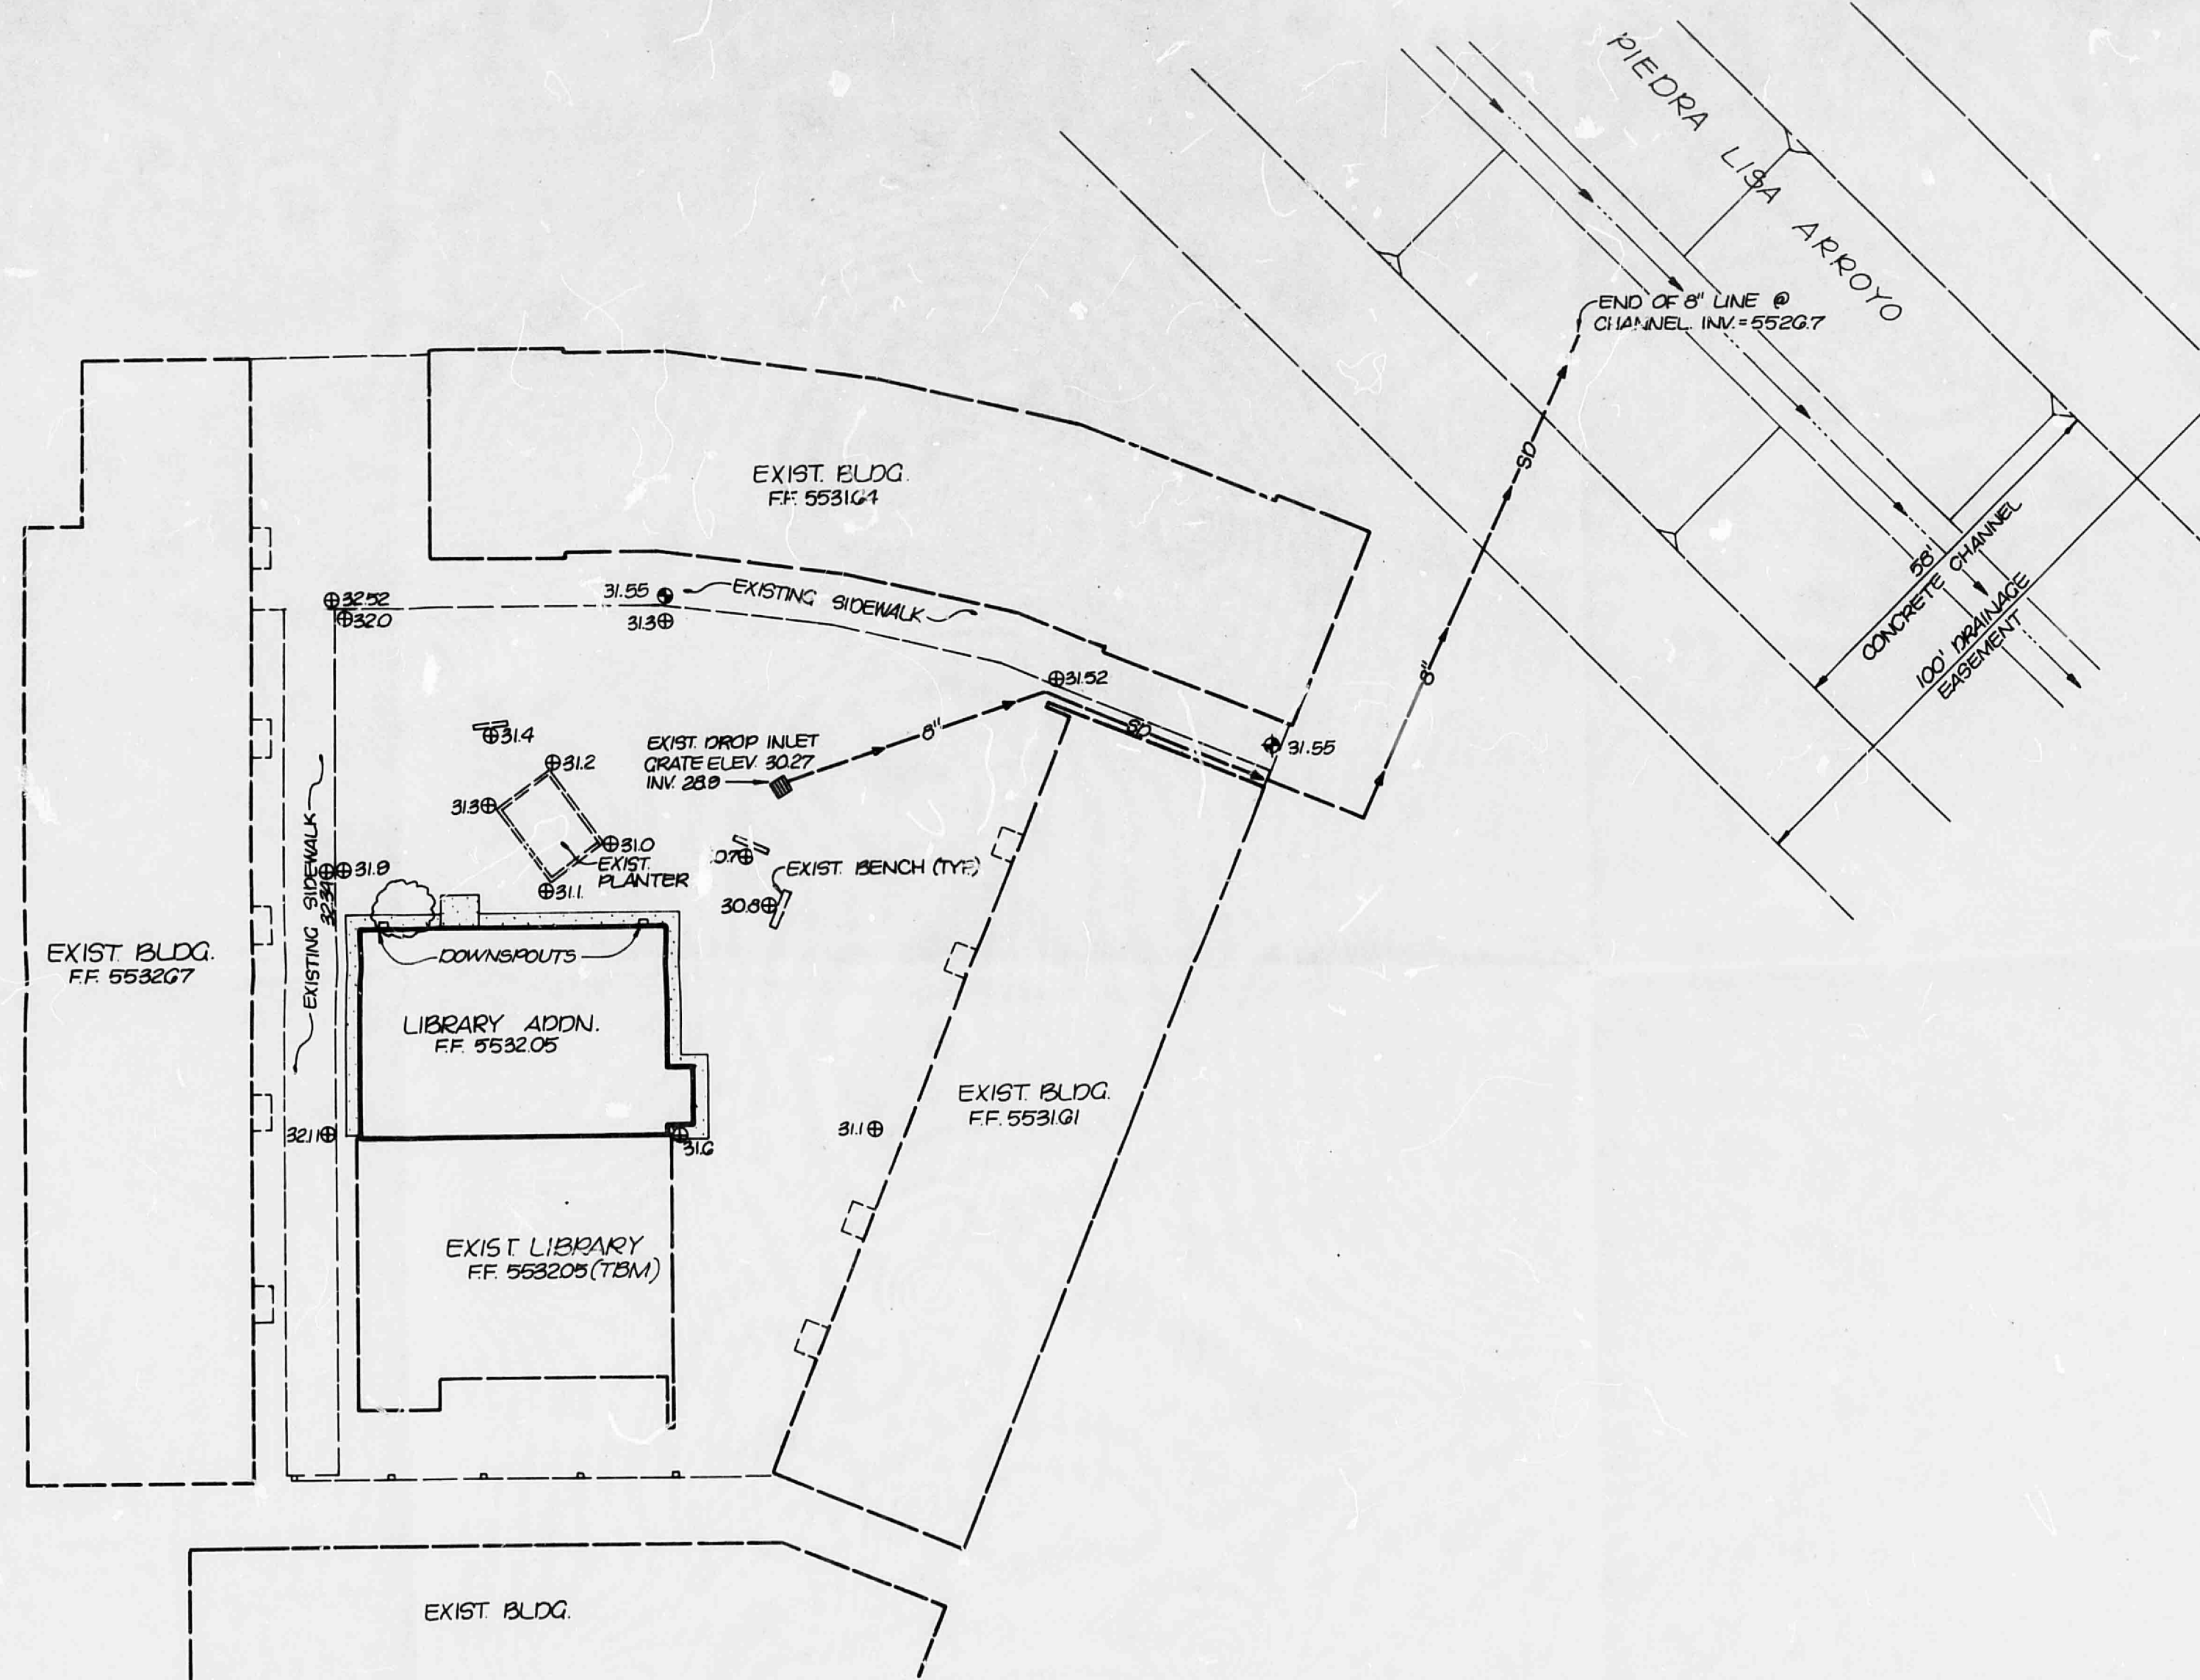 PIEDRA LISA ARROYO
END OF 8" LINE @
CHANNEL. INV.=5526.7
EXIST. BLDG.
F.F. 5531.64
SD
58'
CONCRETE CHANNEL
100' DRAINAGE
EASEMENT
32.52
32.0
31.55
31.3
EXISTING SIDEWALK
8"
31.52
31.4
31.2
EXIST. DROP INLET
GRATE ELEV. 30.27
INV. 28.9
8"
SD
31.55
31.3
31.0
EXIST.
PLANTER
31.1
0.7
EXIST. BENCH (TYP.)
30.8
31.9
32.34
EXISTING SIDEWALK
EXIST. BLDG.
F.F. 5532.67
DOWNSPOUTS
LIBRARY ADDN.
F.F. 5532.05
32.11
31.6
31.1
EXIST. BLDG.
F.F. 5531.61
EXIST. LIBRARY
F.F. 5532.05 (TBM)
EXIST. BLDG.